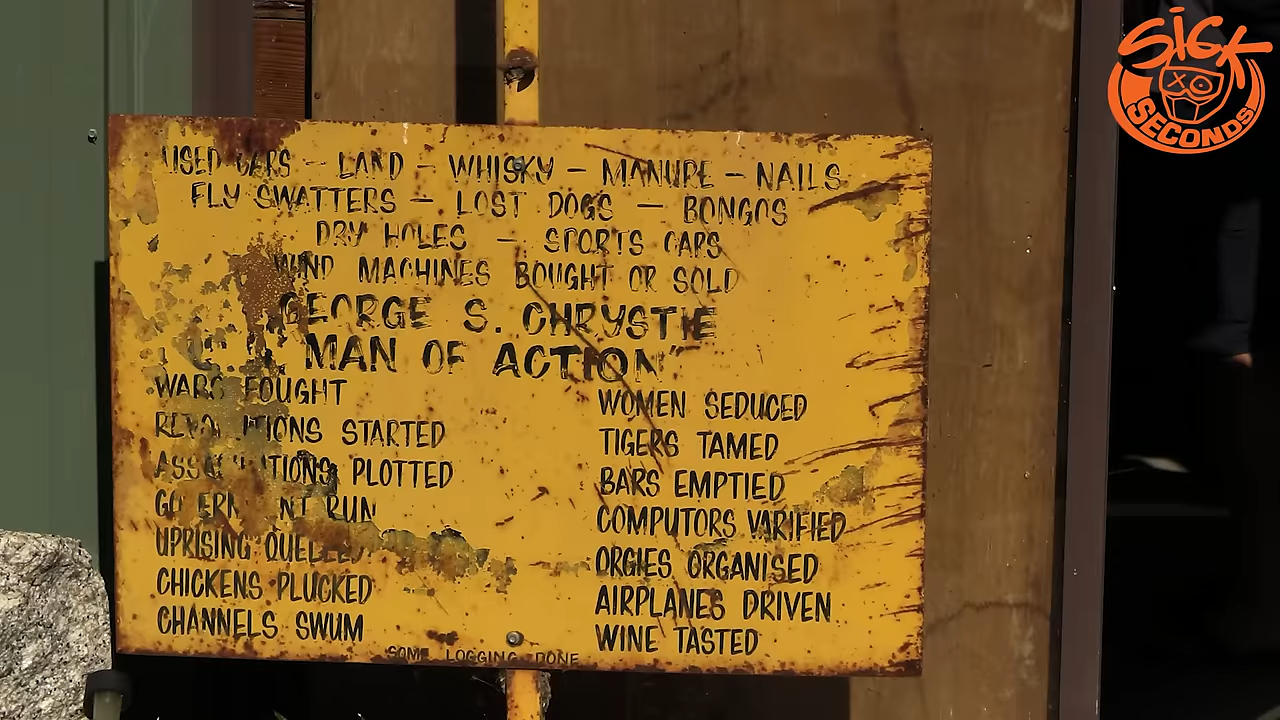 USED CARS - LAND - WHISKY - MANURE - NAILS
FLY SWATTERS - LOST DOGS - BONGOS
DRY HOLES - SPORTS CARS
WIND MACHINES BOUGHT OR SOLD
GEORGE S. CHRYSTIE
"MAN OF ACTION"
WARS FOUGHT
REVOLUTIONS STARTED
ASSASINATIONS PLOTTED
GOVERNMENT RUN
UPRISING QUELLED
CHICKENS PLUCKED
CHANNELS SWUM
WOMEN SEDUCED
TIGERS TAMED
BARS EMPTIED
COMPUTORS VARIFIED
ORGIES ORGANISED
AIRPLANES DRIVEN
WINE TASTED
SOME LOGGING DONE
SICK
SECONDS